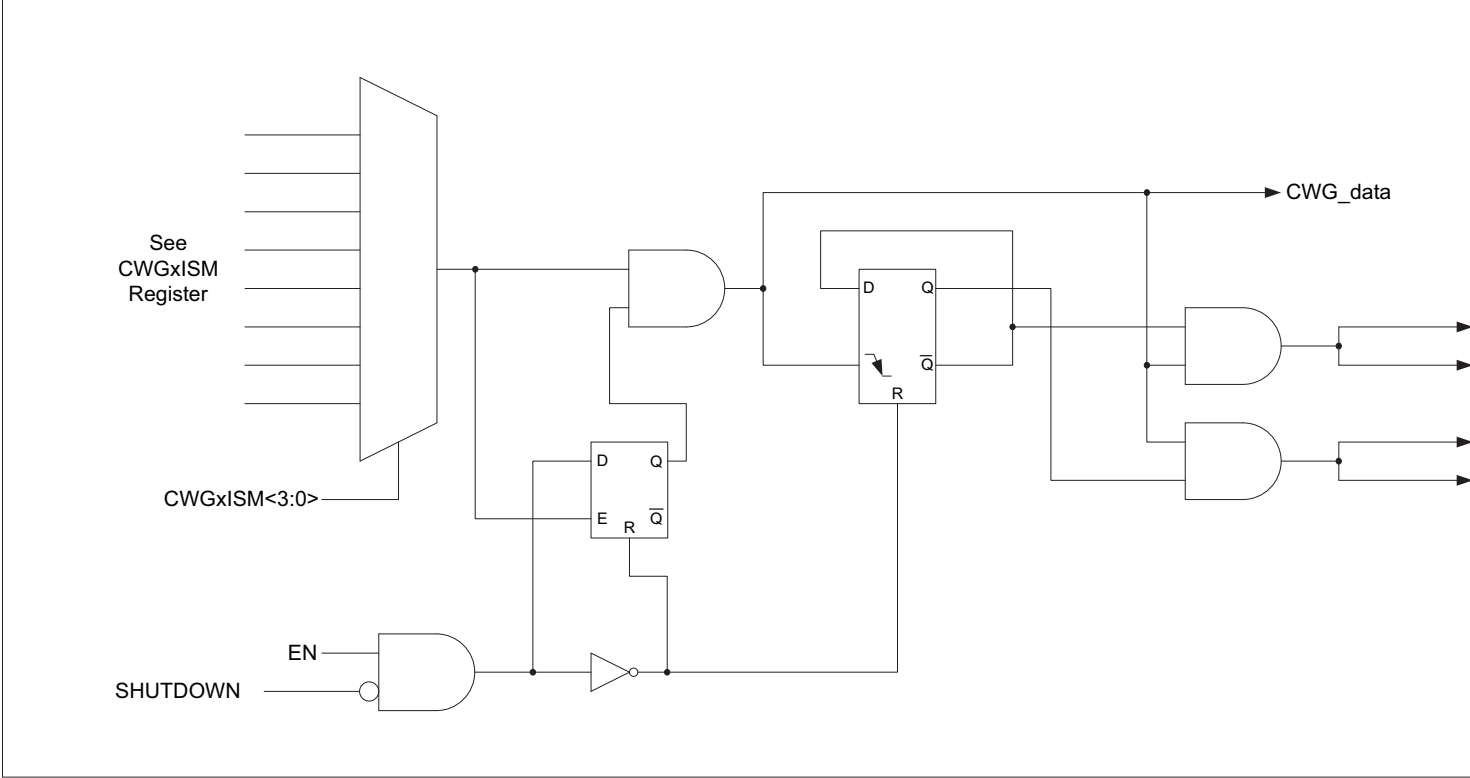 CWG_data
See
CWGxISM
Register
D Q
Q
R
D Q
CWGxISM<3:0>
E Q
R
EN
SHUTDOWN